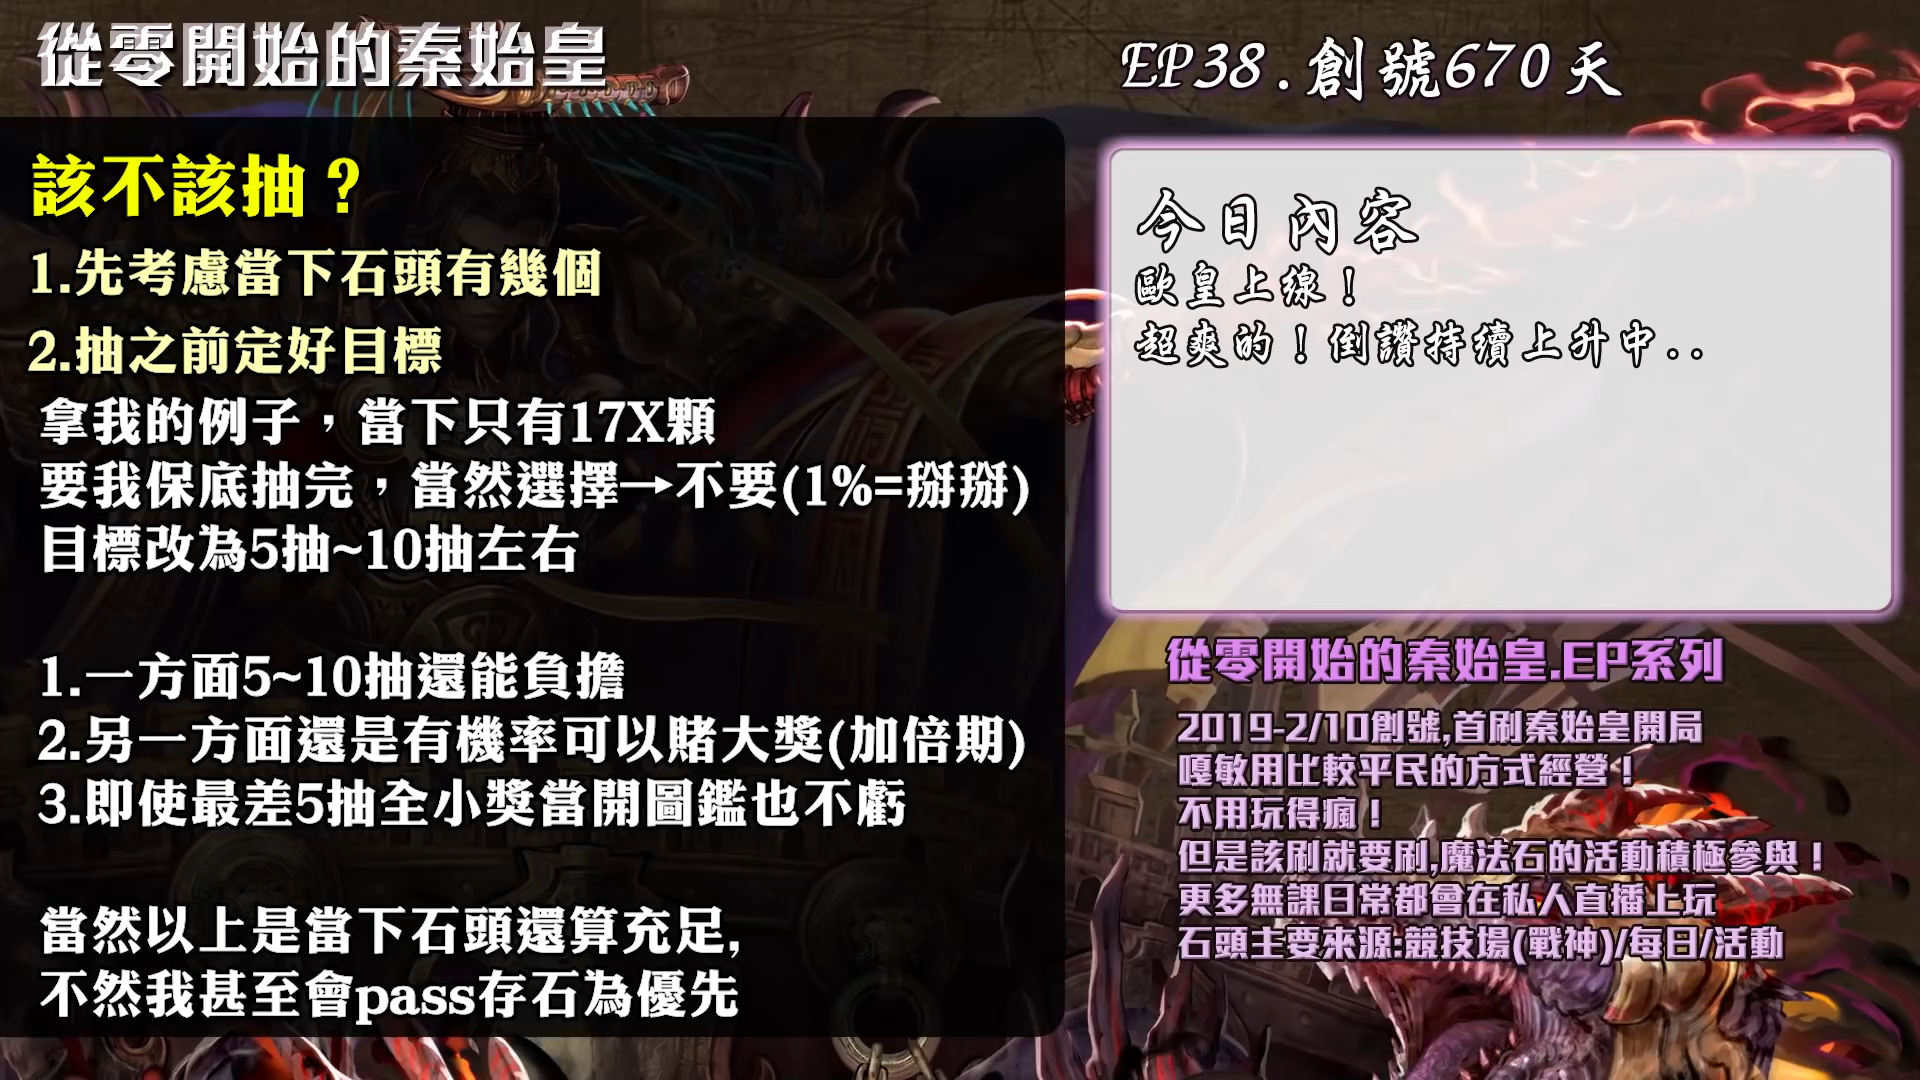 從零開始的秦始皇
EP38.創號670天
該不該抽？
1.先考慮當下石頭有幾個
2.抽之前定好目標
拿我的例子，當下只有17X顆
要我保底抽完，當然選擇→不要(1%=掰掰)
目標改為5抽~10抽左右
1.一方面5~10抽還能負擔
2.另一方面還是有機率可以賭大獎(加倍期)
3.即使最差5抽全小獎當開圖鑑也不虧
當然以上是當下石頭還算充足,
不然我甚至會pass存石為優先
今日內容
歐皇上線！
超爽的！倒讚持續上升中..
從零開始的秦始皇.EP系列
2019-2/10創號,首刷秦始皇開局
嘎敏用比較平民的方式經營！
不用玩得瘋！
但是該刷就要刷,魔法石的活動積極參與！
更多無課日常都會在私人直播上玩
石頭主要來源:競技場(戰神)/每日/活動